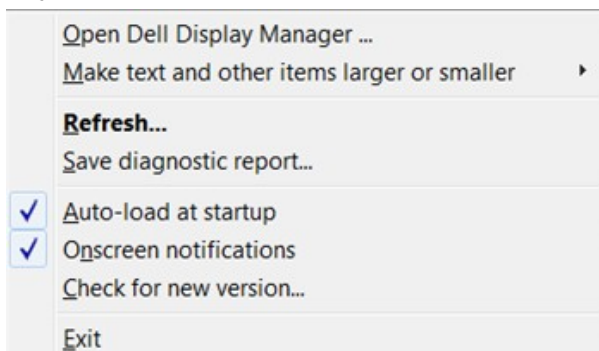 Open Dell Display Manager ...
Make text and other items larger or smaller
Refresh...
Save diagnostic report...
Auto-load at startup
Onscreen notifications
Check for new version...
Exit